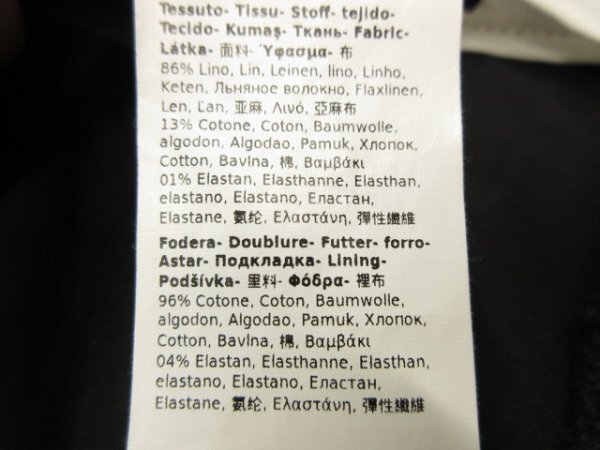 Tessuto- Tissu- Stoff- tejido-
Tecido- Kumaş- Ткань- Fabric-
Látka- 面料- Ύφασμα- 布
86% Lino, Lin, Leinen, lino, Linho,
Keten, Льняное волокно, Flaxlinen,
Len, Ľan, 亚麻, Λινό, 亞麻布
13% Cotone, Coton, Baumwolle,
algodon, Algodao, Pamuk, Хлопок,
Cotton, Bavlna, 棉, Βαμβάκι
01% Elastan, Elasthanne, Elasthan,
elastano, Elastano, Еластан,
Elastane, 氨纶, Ελαστάνη, 彈性纖維
Fodera- Doublure- Futter- forro-
Astar- Подкладка- Lining-
Podšívka- 里料- Φόδρα- 裡布
96% Cotone, Coton, Baumwolle,
algodon, Algodao, Pamuk, Хлопок,
Cotton, Bavlna, 棉, Βαμβάκι
04% Elastan, Elasthanne, Elasthan,
elastano, Elastano, Еластан,
Elastane, 氨纶, Ελαστάνη, 彈性纖維